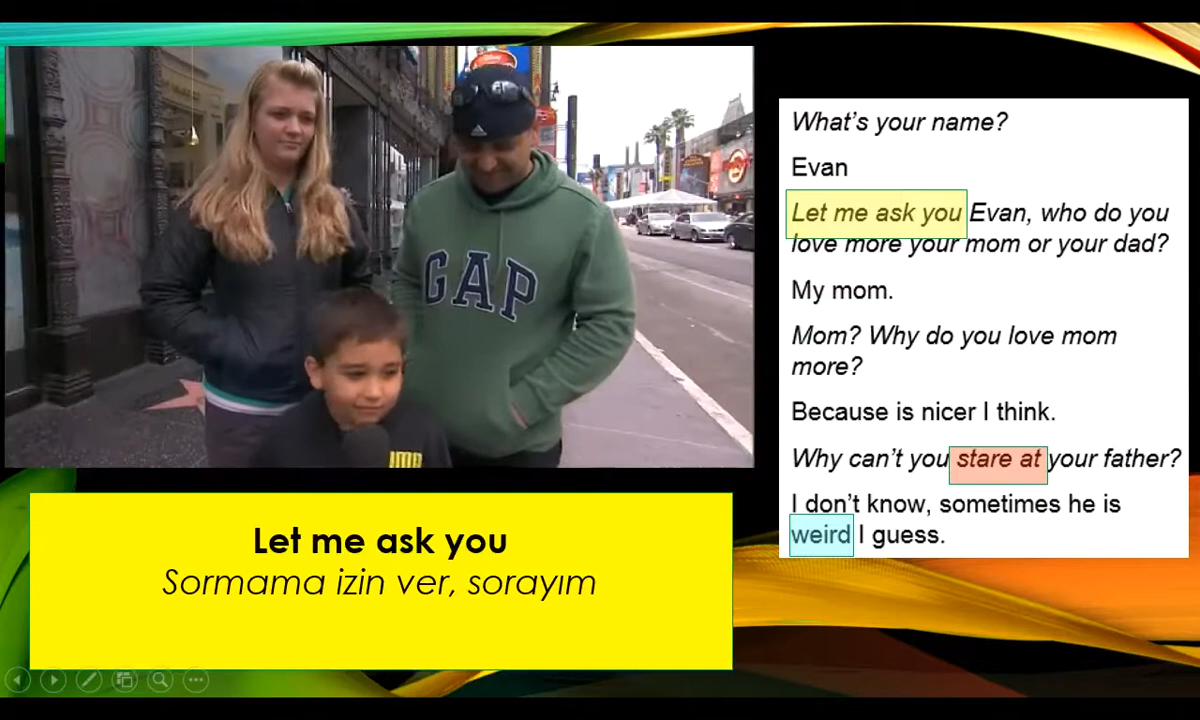 What's your name?
Evan
Let me ask you Evan, who do you
love more your mom or your dad?
My mom.
Mom? Why do you love mom
more?
Because is nicer I think.
Why can't you stare at your father?
I don't know, sometimes he is
weird I guess.
GAP
Let me ask you
Sormama izin ver, sorayım